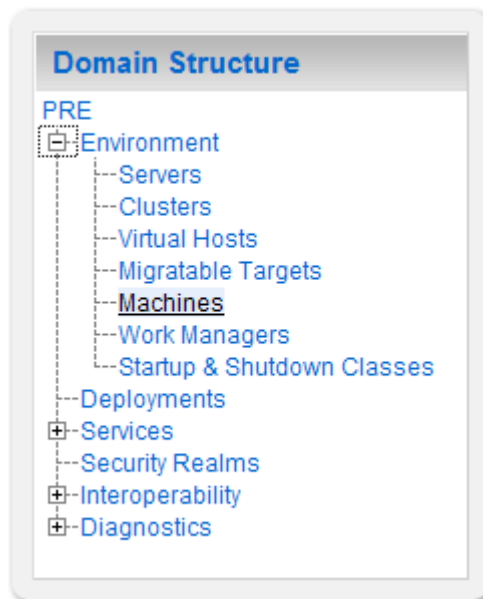 Domain Structure
PRE
Environment
Servers
Clusters
Virtual Hosts
Migratable Targets
Machines
Work Managers
Startup & Shutdown Classes
Deployments
Services
Security Realms
Interoperability
Diagnostics